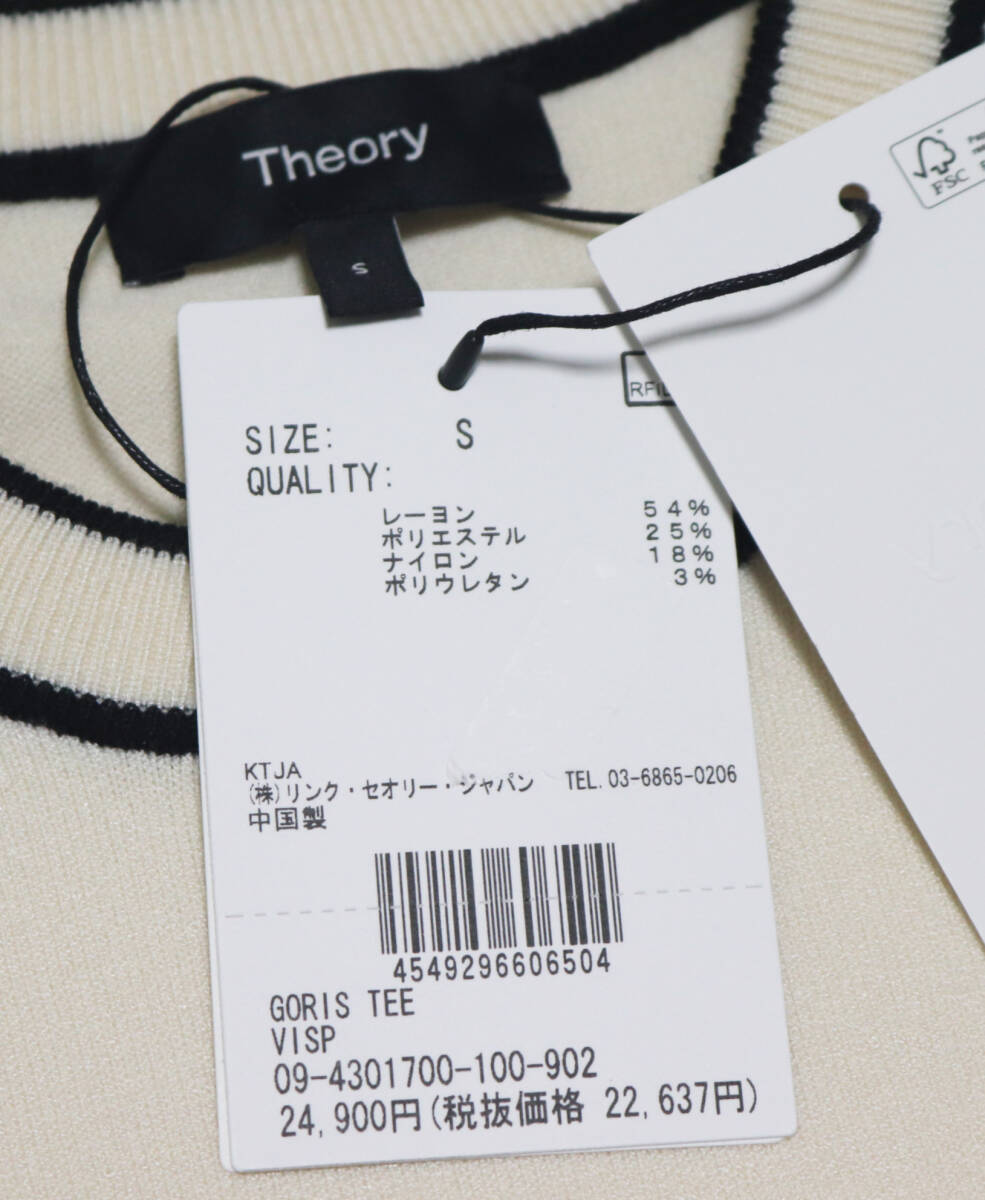 Theory
S
FSC
SIZE: S
QUALITY:
レーヨン 54%
ポリエステル 25%
ナイロン 18%
ポリウレタン 3%
KTJA
(株)リンク・セオリー・ジャパン TEL.03-6865-0206
中国製
4549296606504
GORIS TEE
VISP
09-4301700-100-902
24,900円(税抜価格 22,637円)